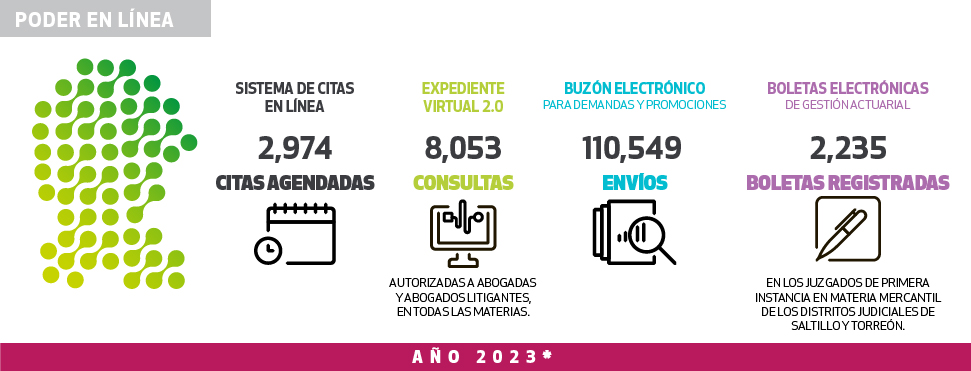 PODER EN LÍNEA
SISTEMA DE CITAS
EN LÍNEA
2,974
CITAS AGENDADAS
EXPEDIENTE
VIRTUAL 2.0
8,053
CONSULTAS
AUTORIZADAS A ABOGADAS
Y ABOGADOS LITIGANTES,
EN TODAS LAS MATERIAS.
BUZÓN ELECTRÓNICO
PARA DEMANDAS Y PROMOCIONES
110,549
ENVÍOS
BOLETAS ELECTRÓNICAS
DE GESTIÓN ACTUARIAL
2,235
BOLETAS REGISTRADAS
EN LOS JUZGADOS DE PRIMERA
INSTANCIA EN MATERIA MERCANTIL
DE LOS DISTRITOS JUDICIALES DE
SALTILLO Y TORREÓN.
AÑO 2023*